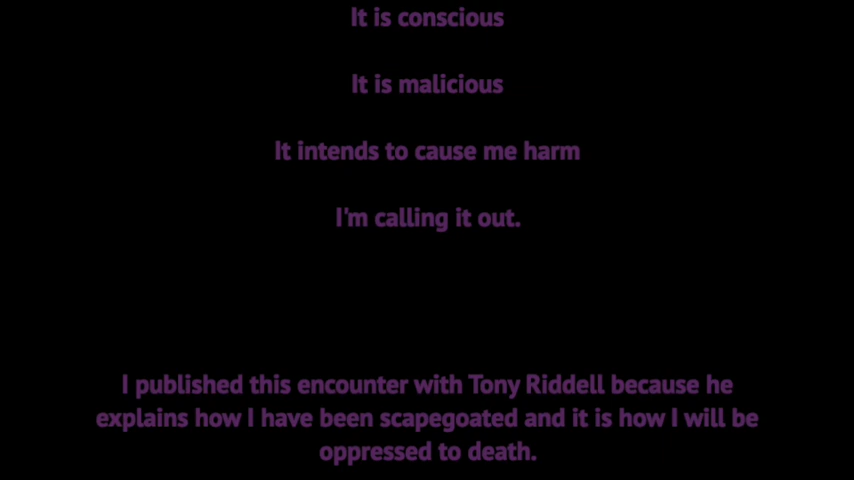 It is conscious
It is malicious
It intends to cause me harm
I'm calling it out.
I published this encounter with Tony Riddell because he
explains how I have been scapegoated and it is how I will be
oppressed to death.